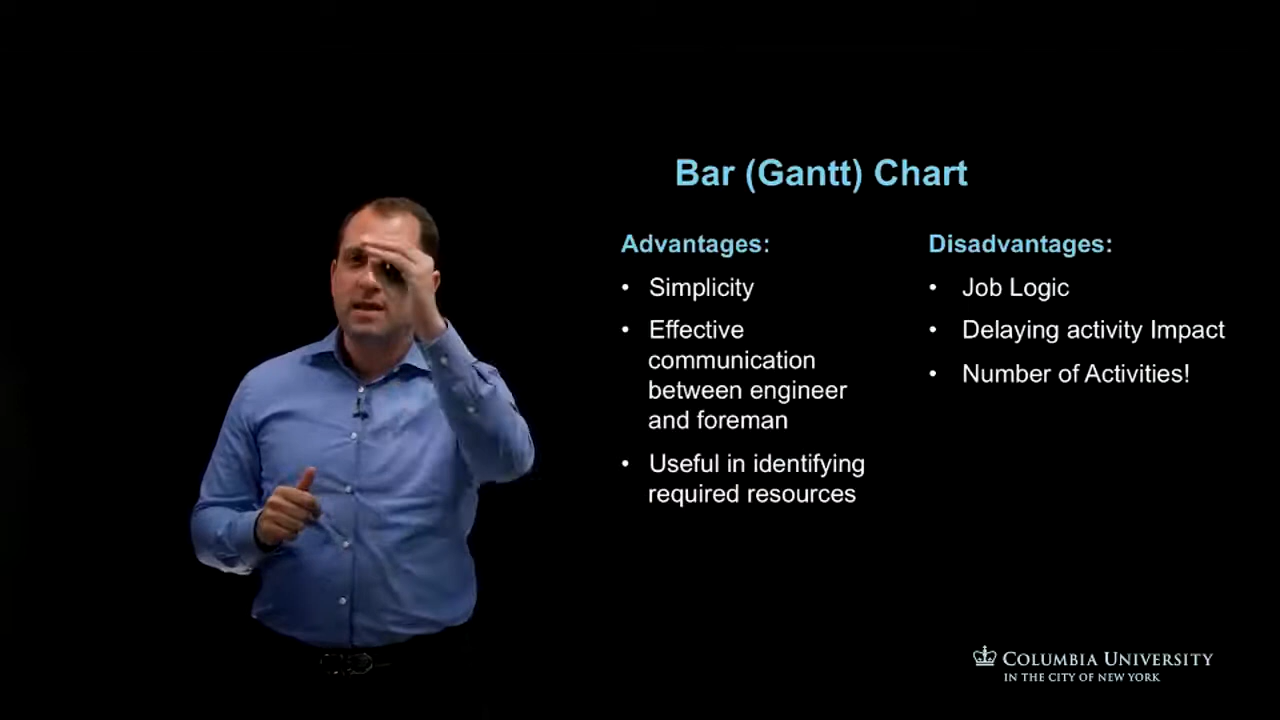 Bar (Gantt) Chart
Advantages:
• Simplicity
• Effective
communication
between engineer
and foreman
• Useful in identifying
required resources
Disadvantages:
• Job Logic
• Delaying activity Impact
• Number of Activities!
COLUMBIA UNIVERSITY
IN THE CITY OF NEW YORK